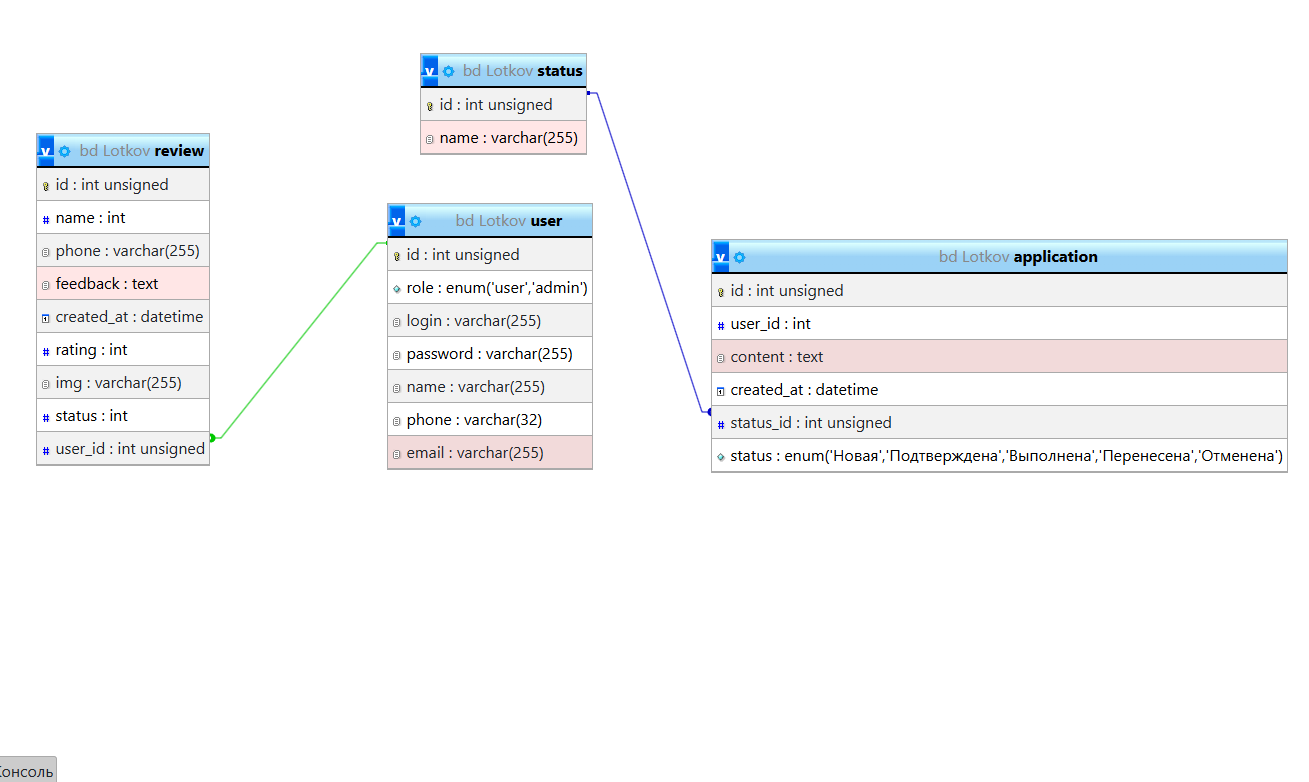 bd Lotkov status
id : int unsigned
name : varchar(255)
bd Lotkov review
id : int unsigned
name : int
phone : varchar(255)
feedback : text
created_at : datetime
rating : int
img : varchar(255)
status : int
user_id : int unsigned
bd Lotkov user
id : int unsigned
role : enum('user','admin')
login : varchar(255)
password : varchar(255)
name : varchar(255)
phone : varchar(32)
email : varchar(255)
bd Lotkov application
id : int unsigned
user_id : int
content : text
created_at : datetime
status_id : int unsigned
status : enum('Новая','Подтверждена','Выполнена','Перенесена','Отменена')
Консоль